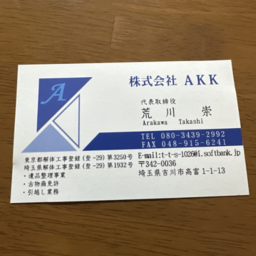 A
株式会社 AKK
代表取締役
荒川 崇
Arakawa Takashi
TEL 080-3439-2992
FAX 048-915-6241
E-mail:t-t-s-1026@i.softbank.jp
〒342-0036
埼玉県吉川市高富1-1-13
東京都解体工事登録(登-29)第3250号
埼玉県解体工事登録(登-29)第1932号
・遺品整理事業
・古物商免許
・引越し業務